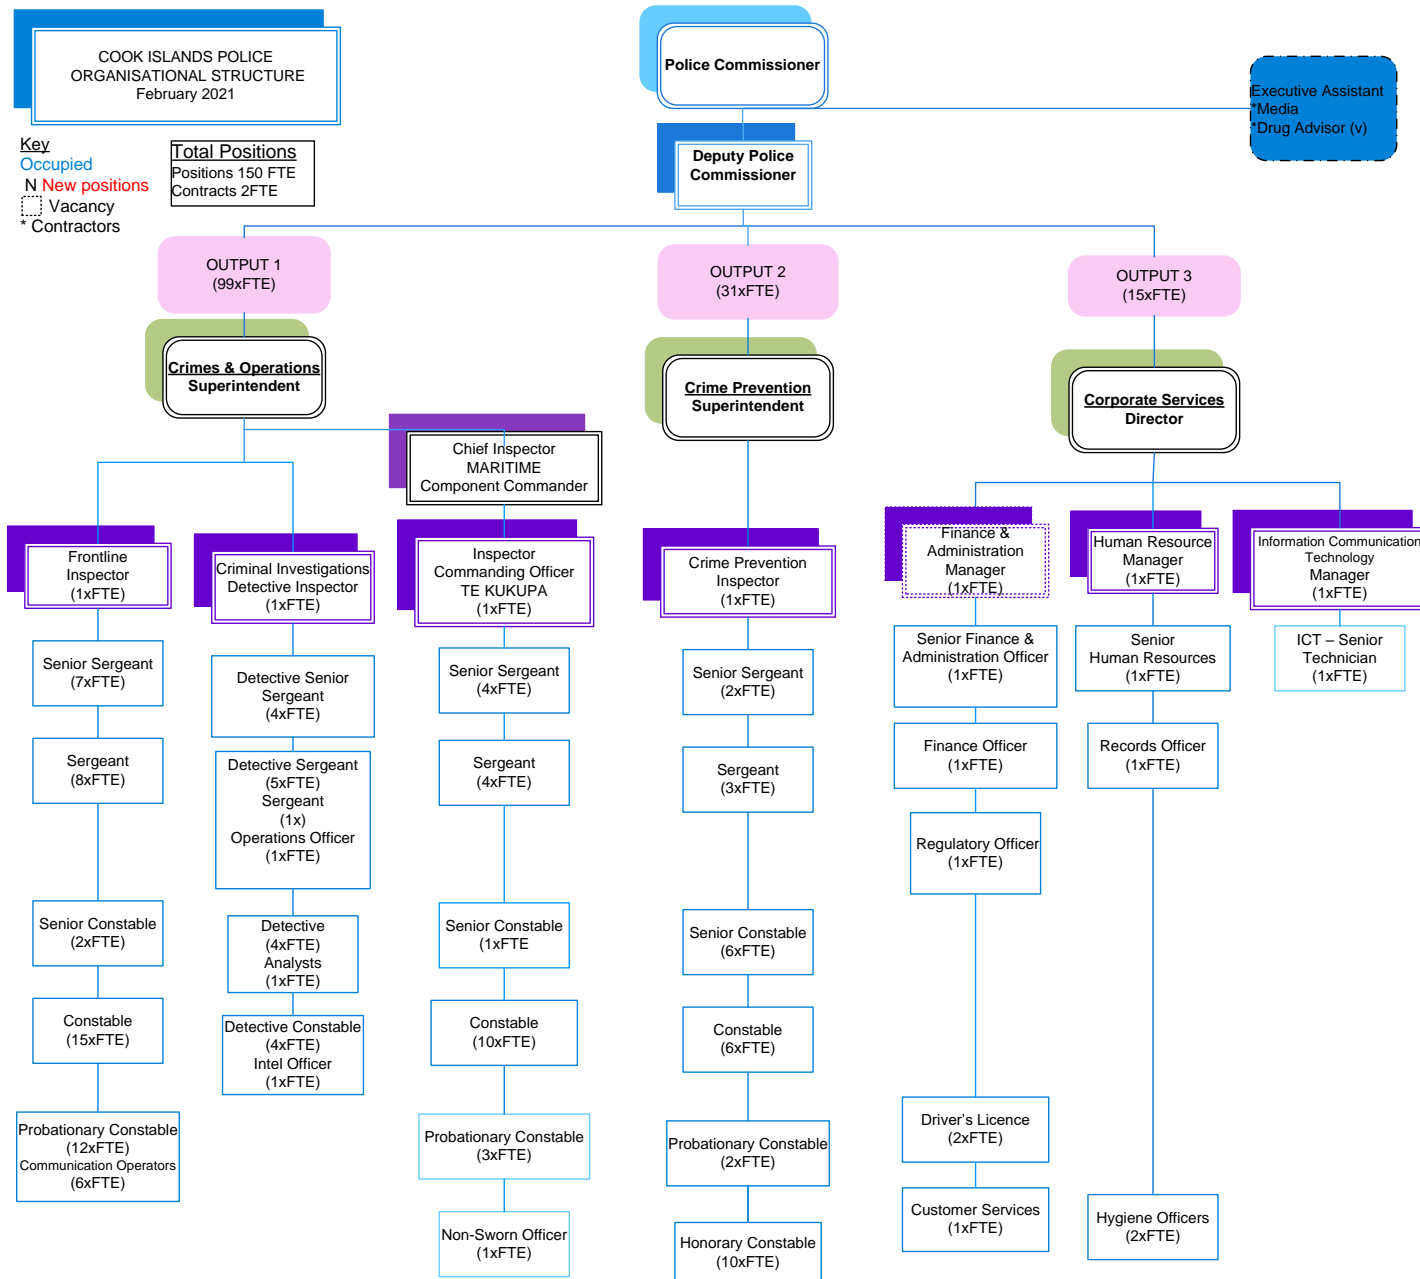 COOK ISLANDS POLICE
ORGANISATIONAL STRUCTURE
February 2021
Key
Occupied
N New positions
Vacancy
* Contractors
Total Positions
Positions 150 FTE
Contracts 2FTE
Police Commissioner
Executive Assistant
*Media
*Drug Advisor (v)
Deputy Police
Commissioner
OUTPUT 1
(99xFTE)
OUTPUT 2
(31xFTE)
OUTPUT 3
(15xFTE)
Crimes & Operations
Superintendent
Crime Prevention
Superintendent
Corporate Services
Director
Chief Inspector
MARITIME
Component Commander
Frontline
Inspector
(1xFTE)
Criminal Investigations
Detective Inspector
(1xFTE)
Inspector
Commanding Officer
TE KUKUPA
(1xFTE)
Crime Prevention
Inspector
(1xFTE)
Finance &
Administration
Manager
(1xFTE)
Human Resource
Manager
(1xFTE)
Information Communication
Technology
Manager
(1xFTE)
Senior Sergeant
(7xFTE)
Detective Senior
Sergeant
(4xFTE)
Senior Sergeant
(4xFTE)
Senior Sergeant
(2xFTE)
Senior Finance &
Administration Officer
(1xFTE)
Senior
Human Resources
(1xFTE)
ICT – Senior
Technician
(1xFTE)
Sergeant
(8xFTE)
Detective Sergeant
(5xFTE)
Sergeant
(1x)
Operations Officer
(1xFTE)
Sergeant
(4xFTE)
Sergeant
(3xFTE)
Finance Officer
(1xFTE)
Records Officer
(1xFTE)
Regulatory Officer
(1xFTE)
Senior Constable
(2xFTE)
Detective
(4xFTE)
Analysts
(1xFTE)
Senior Constable
(1xFTE
Senior Constable
(6xFTE)
Constable
(15xFTE)
Detective Constable
(4xFTE)
Intel Officer
(1xFTE)
Constable
(10xFTE)
Constable
(6xFTE)
Probationary Constable
(12xFTE)
Communication Operators
(6xFTE)
Probationary Constable
(3xFTE)
Probationary Constable
(2xFTE)
Driver's Licence
(2xFTE)
Non-Sworn Officer
(1xFTE)
Honorary Constable
(10xFTE)
Customer Services
(1xFTE)
Hygiene Officers
(2xFTE)